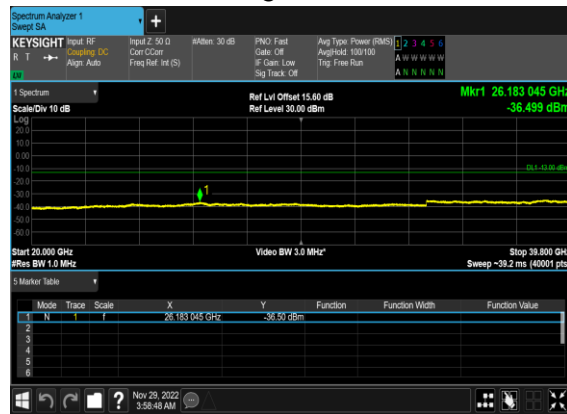 Spectrum Analyzer 1
Swept SA
KEYSIGHT Input: RF Input Z: 50 Ω #Atten: 30 dB PNO: Fast Avg Type: Power (RMS) 1 2 3 4 5 6
R T Coupling: DC Corr CCorr Gate: Off Avg|Hold: 100/100 A W W W W W
Align: Auto Freq Ref: Int (S) IF Gain: Low Trig: Free Run
LXI Sig Track: Off A N N N N N
1 Spectrum Ref Lvl Offset 15.60 dB Mkr1 26.183 045 GHz
Scale/Div 10 dB Ref Level 30.00 dBm -36.499 dBm
Log
20.0
10.0
0.00
-10.0 DL1 -13.00 dBm
-20.0
-30.0 1
-40.0
-50.0
-60.0
Start 20.000 GHz Video BW 3.0 MHz* Stop 39.800 GHz
#Res BW 1.0 MHz Sweep ~39.2 ms (40001 pts)
5 Marker Table
Mode Trace Scale X Y Function Function Width Function Value
1 N 1 f 26.183 045 GHz -36.50 dBm
2
3
4
5
6
? Nov 29, 2022
3:58:48 AM